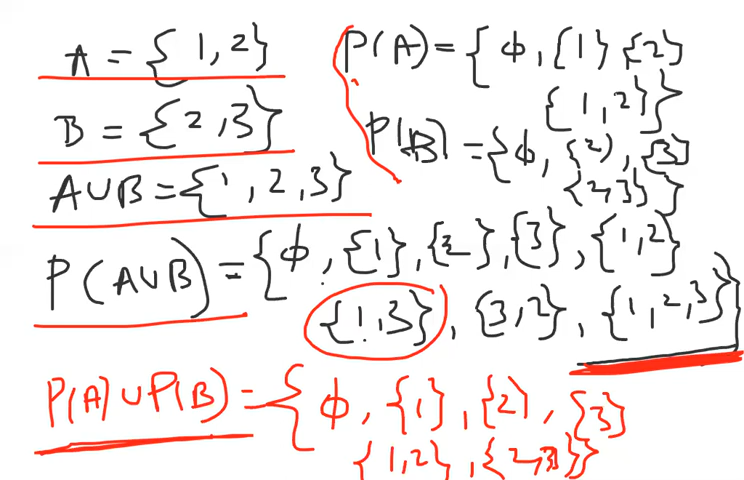 A = {1, 2}
P(A) = {ϕ, {1} {2}
{1, 2}}
B = {2, 3}
P(B) = {ϕ, {2}, {3}
{2, 3}}
A∪B = {1, 2, 3}
P(A∪B) = {ϕ, {1}, {2}, {3}, {1, 2}
{1, 3}, {3, 2}, {1, 2, 3}}
P(A) ∪ P(B) = {ϕ, {1}, {2}, {3}
{1, 2}, {2, 3}}